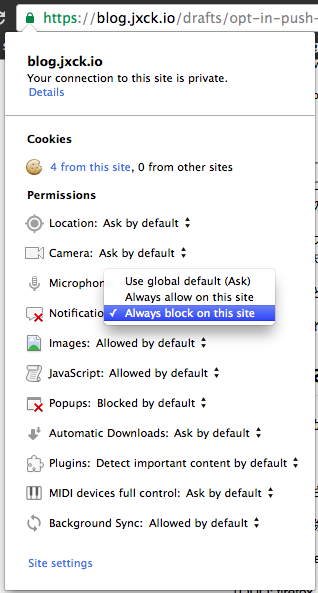 https://blog.jxck.io/drafts/opt-in-push-
blog.jxck.io
Your connection to this site is private.
Details
Cookies
4 from this site, 0 from other sites
Permissions
Location: Ask by default
Camera: Ask by default
Microphon
Use global default (Ask)
Always allow on this site
Notificatio
✓ Always block on this site
Images: Allowed by default
JavaScript: Allowed by default
Popups: Blocked by default
Automatic Downloads: Ask by default
Plugins: Detect important content by default
MIDI devices full control: Ask by default
Background Sync: Allowed by default
Site settings